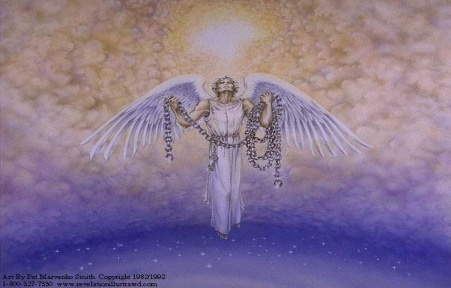 Art By Pat Marvenko Smith. Copyright 1982/1992
1-800-327-7330 www.revelationillustrated.com